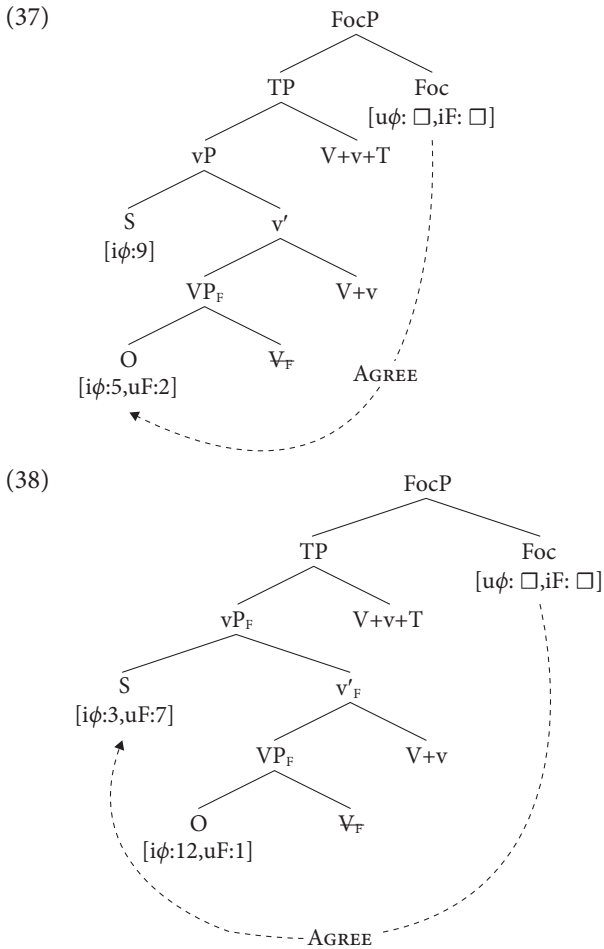 (37)
FocP
TP Foc
[uϕ: ❒,iF: ❒]
vP V+v+T
S v′
[iϕ:9]
VP_F V+v
O V_F
[iϕ:5,uF:2]
AGREE
(38)
FocP
TP Foc
[uϕ: ❒,iF: ❒]
vP_F V+v+T
S v′_F
[iϕ:3,uF:7]
VP_F V+v
O V_F
[iϕ:12,uF:1]
AGREE